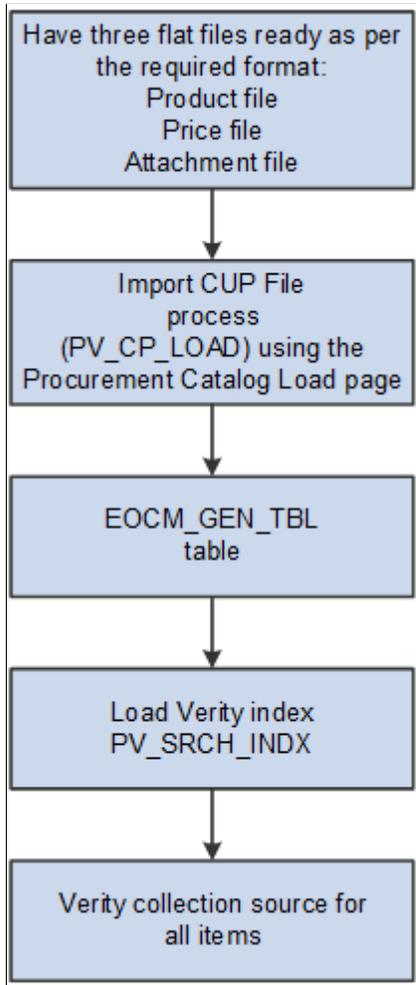 Have three flat files ready as per
the required format:
Product file
Price file
Attachment file
Import CUP File
process
(PV_CP_LOAD) using the
Procurement Catalog Load page
EOCM_GEN_TBL
table
Load Verity index
PV_SRCH_INDX
Verity collection source for
all items